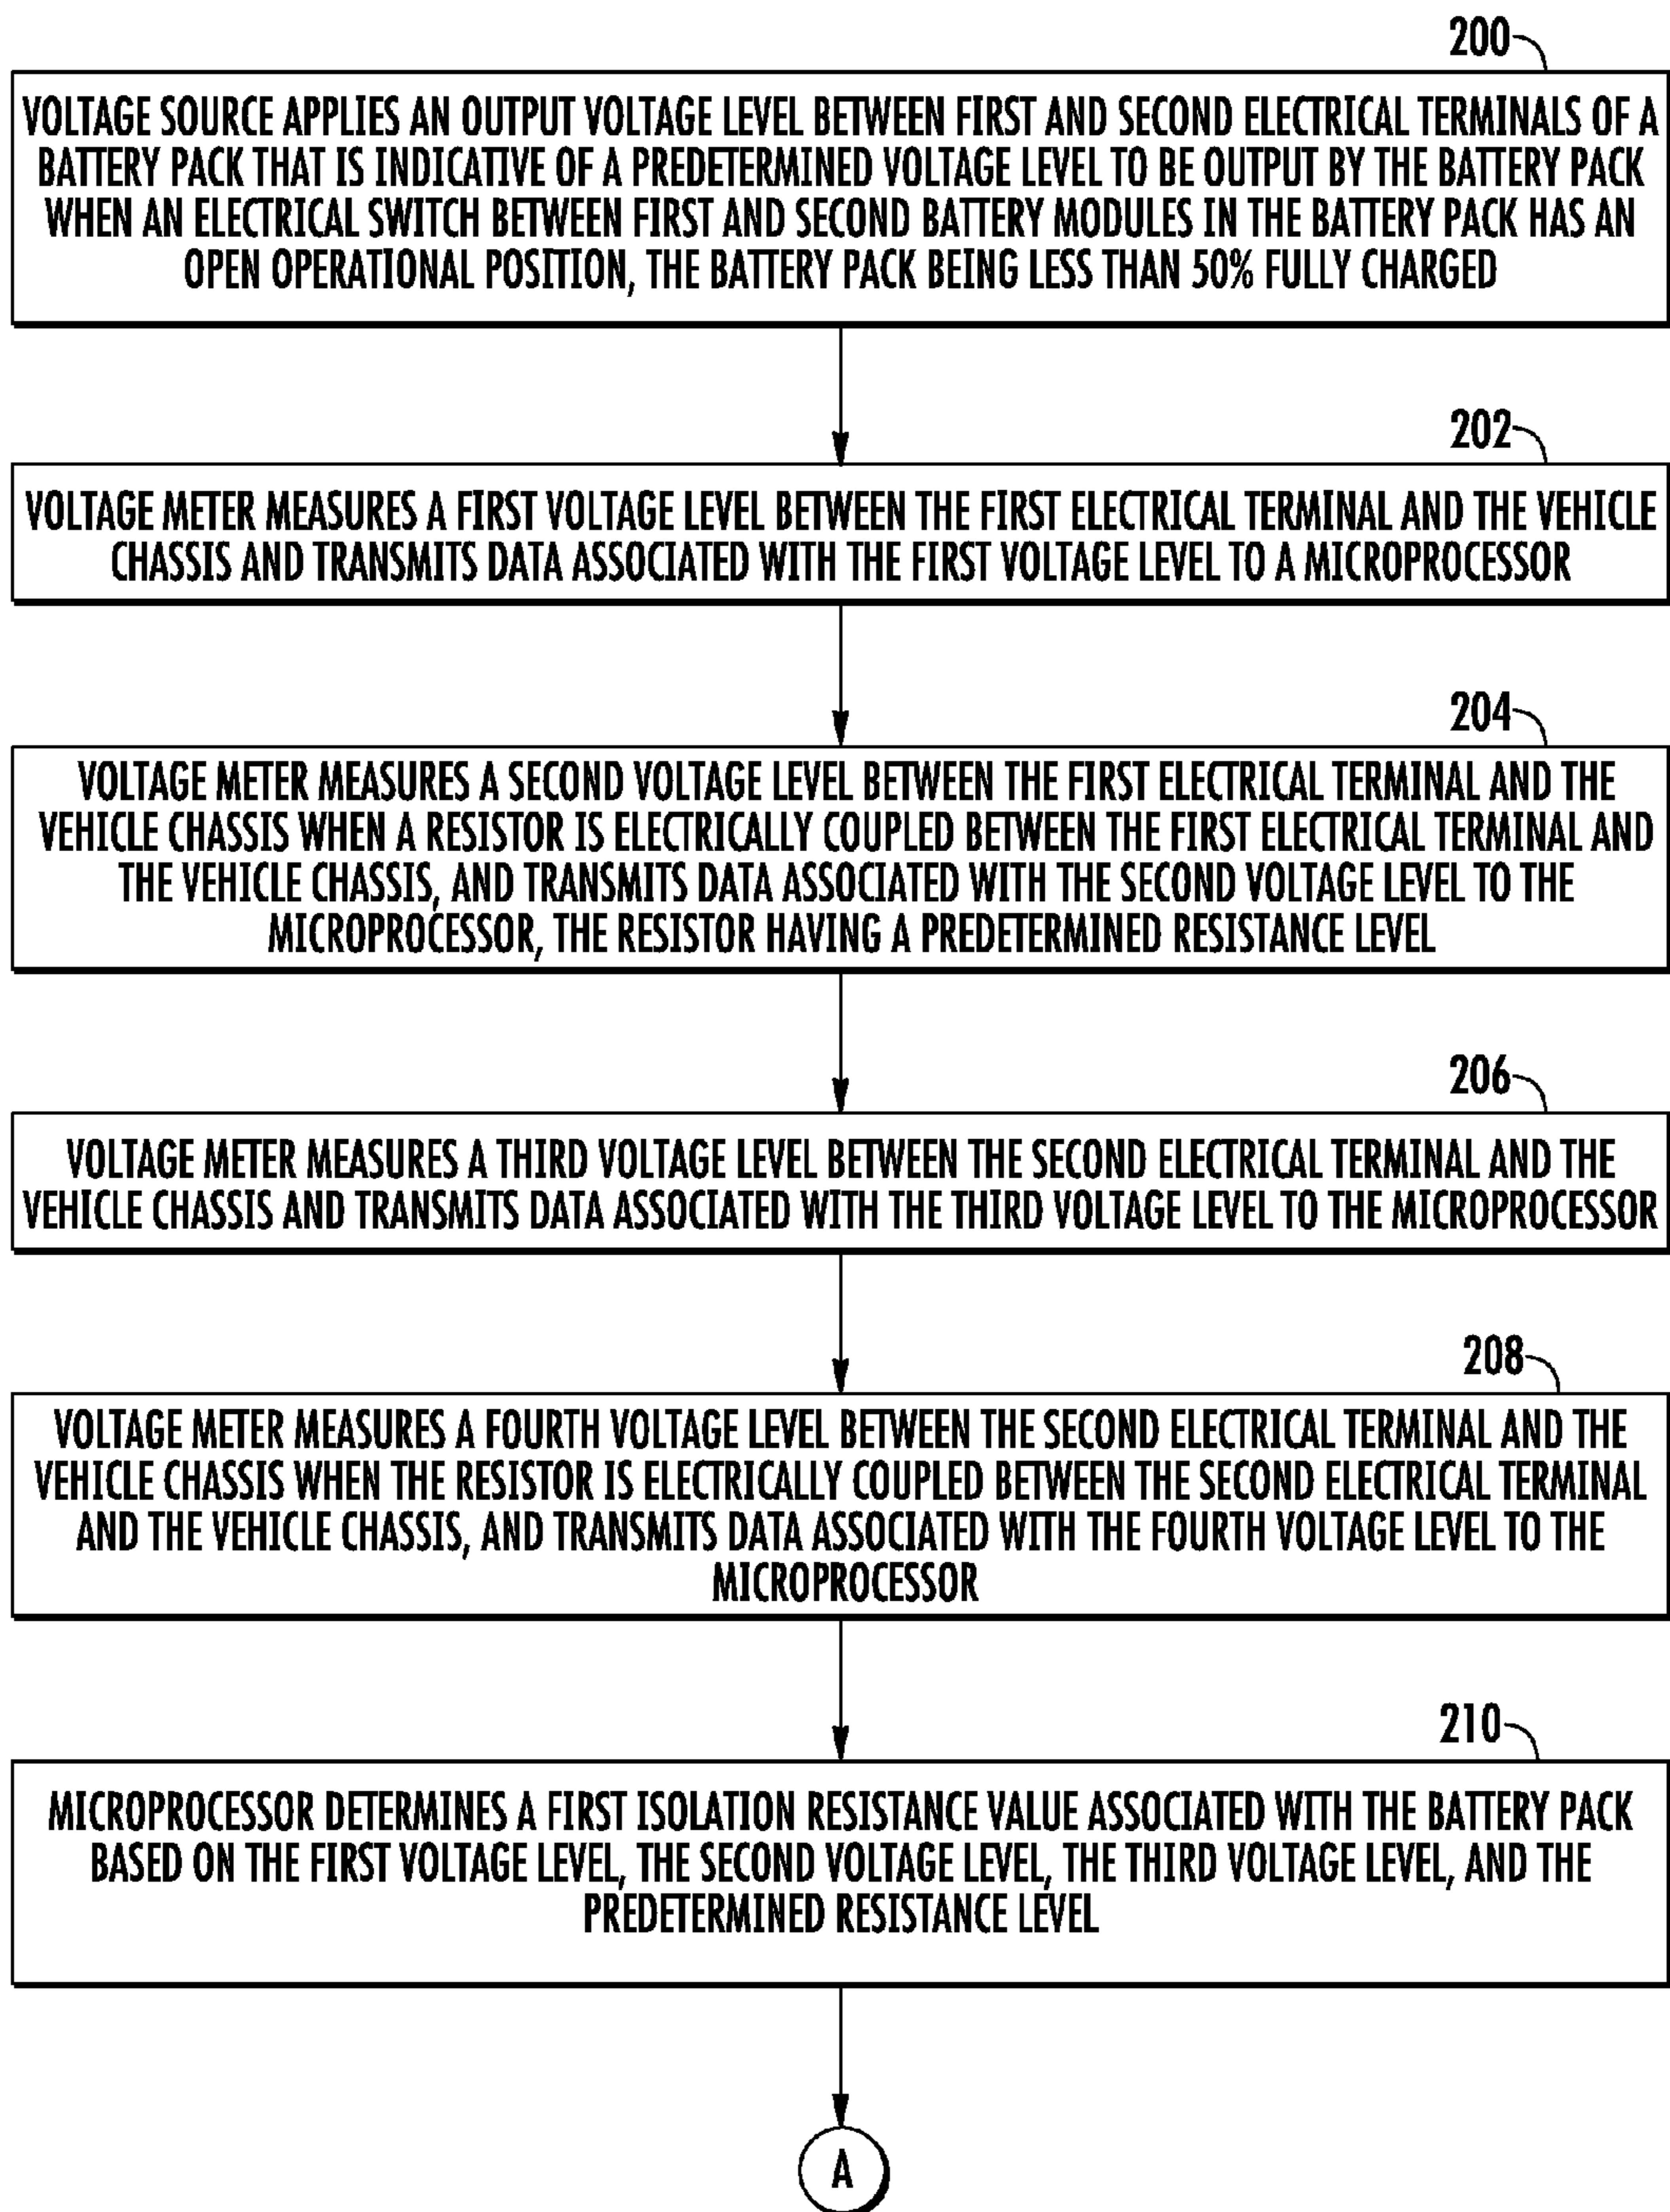 200
VOLTAGE SOURCE APPLIES AN OUTPUT VOLTAGE LEVEL BETWEEN FIRST AND SECOND ELECTRICAL TERMINALS OF A
BATTERY PACK THAT IS INDICATIVE OF A PREDETERMINED VOLTAGE LEVEL TO BE OUTPUT BY THE BATTERY PACK
WHEN AN ELECTRICAL SWITCH BETWEEN FIRST AND SECOND BATTERY MODULES IN THE BATTERY PACK HAS AN
OPEN OPERATIONAL POSITION, THE BATTERY PACK BEING LESS THAN 50% FULLY CHARGED
202
VOLTAGE METER MEASURES A FIRST VOLTAGE LEVEL BETWEEN THE FIRST ELECTRICAL TERMINAL AND THE VEHICLE
CHASSIS AND TRANSMITS DATA ASSOCIATED WITH THE FIRST VOLTAGE LEVEL TO A MICROPROCESSOR
204
VOLTAGE METER MEASURES A SECOND VOLTAGE LEVEL BETWEEN THE FIRST ELECTRICAL TERMINAL AND THE
VEHICLE CHASSIS WHEN A RESISTOR IS ELECTRICALLY COUPLED BETWEEN THE FIRST ELECTRICAL TERMINAL AND
THE VEHICLE CHASSIS, AND TRANSMITS DATA ASSOCIATED WITH THE SECOND VOLTAGE LEVEL TO THE
MICROPROCESSOR, THE RESISTOR HAVING A PREDETERMINED RESISTANCE LEVEL
206
VOLTAGE METER MEASURES A THIRD VOLTAGE LEVEL BETWEEN THE SECOND ELECTRICAL TERMINAL AND THE
VEHICLE CHASSIS AND TRANSMITS DATA ASSOCIATED WITH THE THIRD VOLTAGE LEVEL TO THE MICROPROCESSOR
208
VOLTAGE METER MEASURES A FOURTH VOLTAGE LEVEL BETWEEN THE SECOND ELECTRICAL TERMINAL AND THE
VEHICLE CHASSIS WHEN THE RESISTOR IS ELECTRICALLY COUPLED BETWEEN THE SECOND ELECTRICAL TERMINAL
AND THE VEHICLE CHASSIS, AND TRANSMITS DATA ASSOCIATED WITH THE FOURTH VOLTAGE LEVEL TO THE
MICROPROCESSOR
210
MICROPROCESSOR DETERMINES A FIRST ISOLATION RESISTANCE VALUE ASSOCIATED WITH THE BATTERY PACK
BASED ON THE FIRST VOLTAGE LEVEL, THE SECOND VOLTAGE LEVEL, THE THIRD VOLTAGE LEVEL, AND THE
PREDETERMINED RESISTANCE LEVEL
A